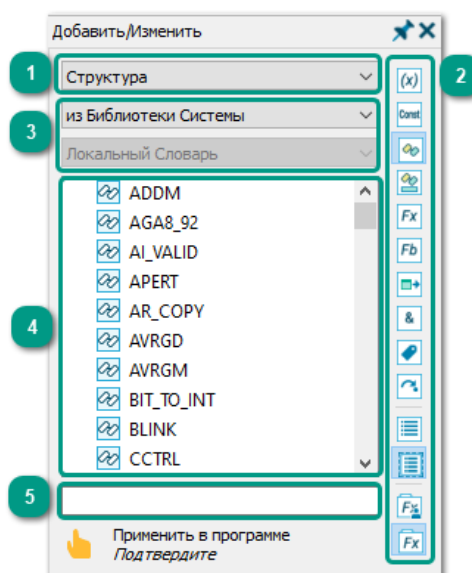 Добавить/Изменить
1
Структура
2
(x)
3
из Библиотеки Системы
Const
Локальный Словарь
4
ADDM
AGA8_92
AI_VALID
APERT
AR_COPY
AVRGD
AVRGM
BIT_TO_INT
BLINK
CCTRL
Fx
Fb
&
5
Fx
Fx
Применить в программе
Подтвердите